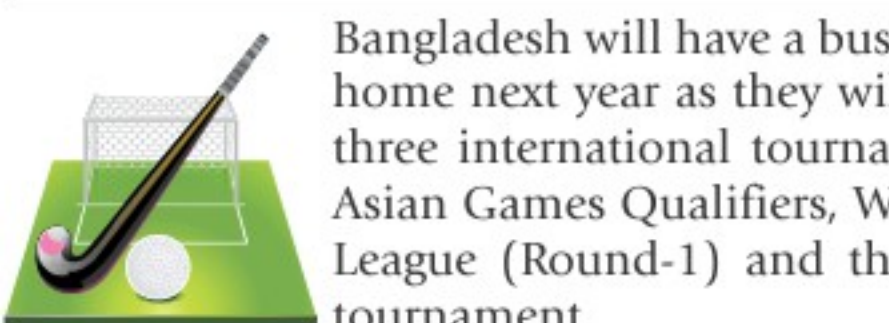 Bangladesh will have a bus
home next year as they wi
three international tourna
Asian Games Qualifiers, W
League (Round-1) and th
tournament